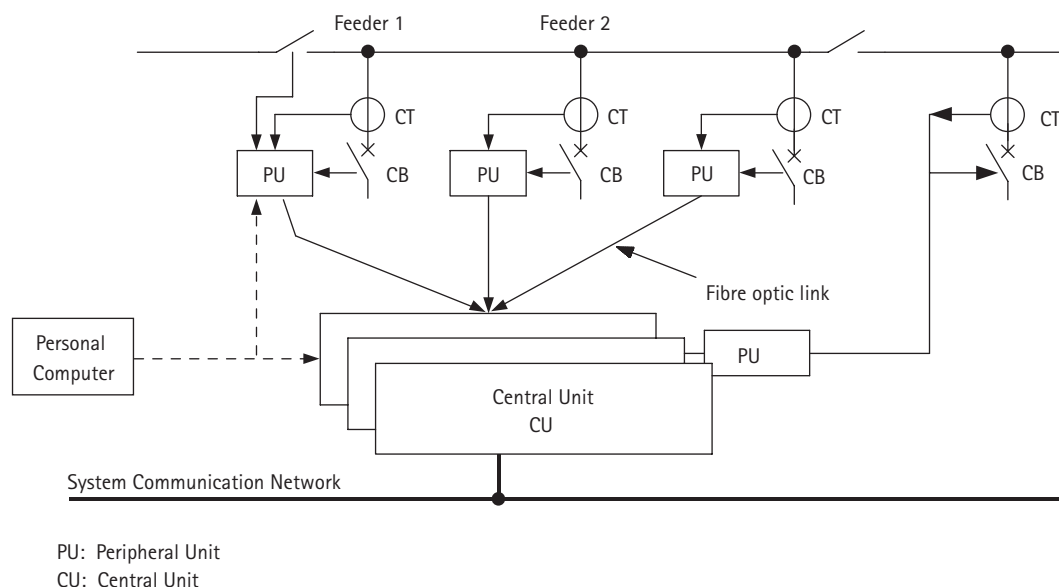 Feeder 1
Feeder 2
CT
CT
CT
CT
PU
CB
PU
CB
PU
CB
CB
Fibre optic link
Personal
Computer
PU
Central Unit
CU
System Communication Network
PU: Peripheral Unit
CU: Central Unit